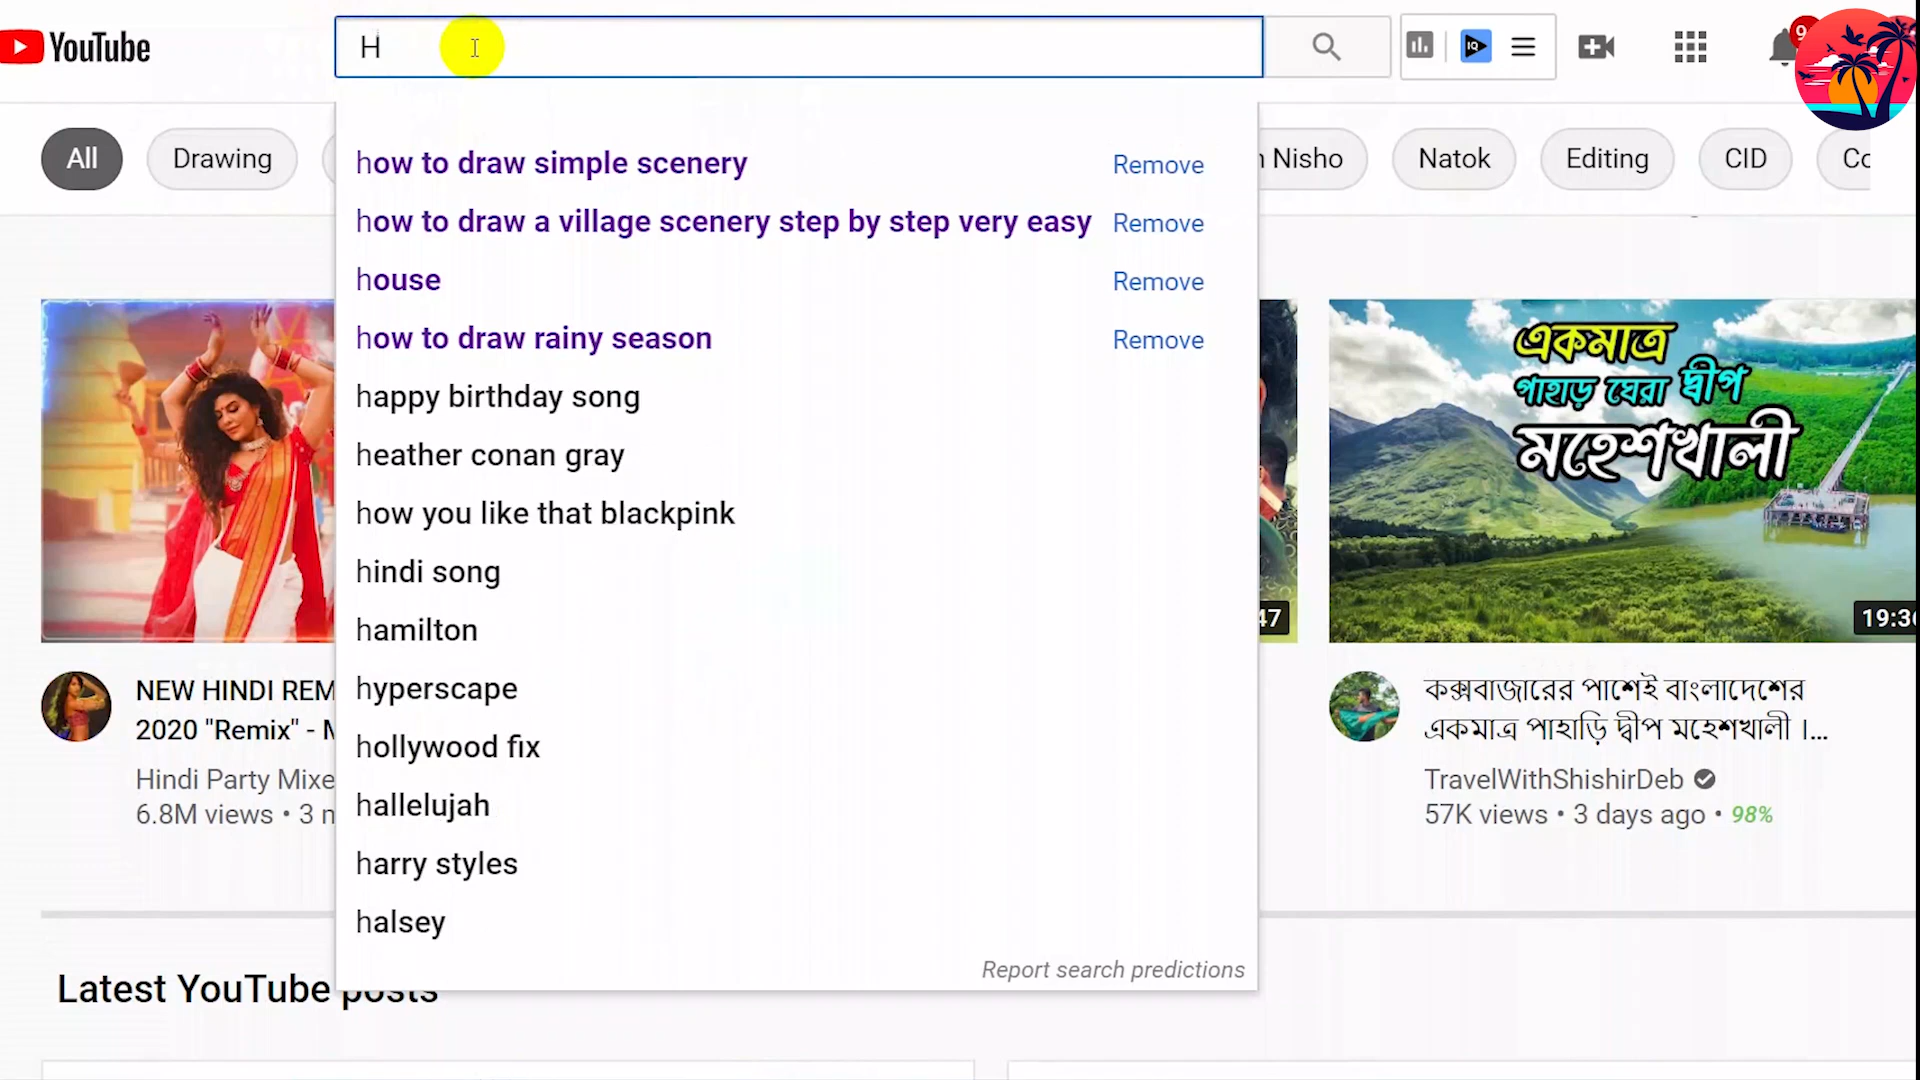 YouTube
H
IQ
9
All
Drawing
Nisho
Natok
Editing
CID
how to draw simple scenery Remove
how to draw a village scenery step by step very easy Remove
house Remove
how to draw rainy season Remove
happy birthday song
heather conan gray
how you like that blackpink
hindi song
hamilton
hyperscape
hollywood fix
hallelujah
harry styles
halsey
Report search predictions
NEW HINDI REM
2020 "Remix" - M
Hindi Party Mixe
6.8M views • 3
47
একমাত্র
পাহাড় ঘেরা দ্বীপ
মহেশখালী
19:3
কক্সবাজারের পাশেই বাংলাদেশের
একমাত্র পাহাড়ি দ্বীপ মহেশখালী ।...
TravelWithShishirDeb
57K views • 3 days ago • 98%
Latest YouTube posts